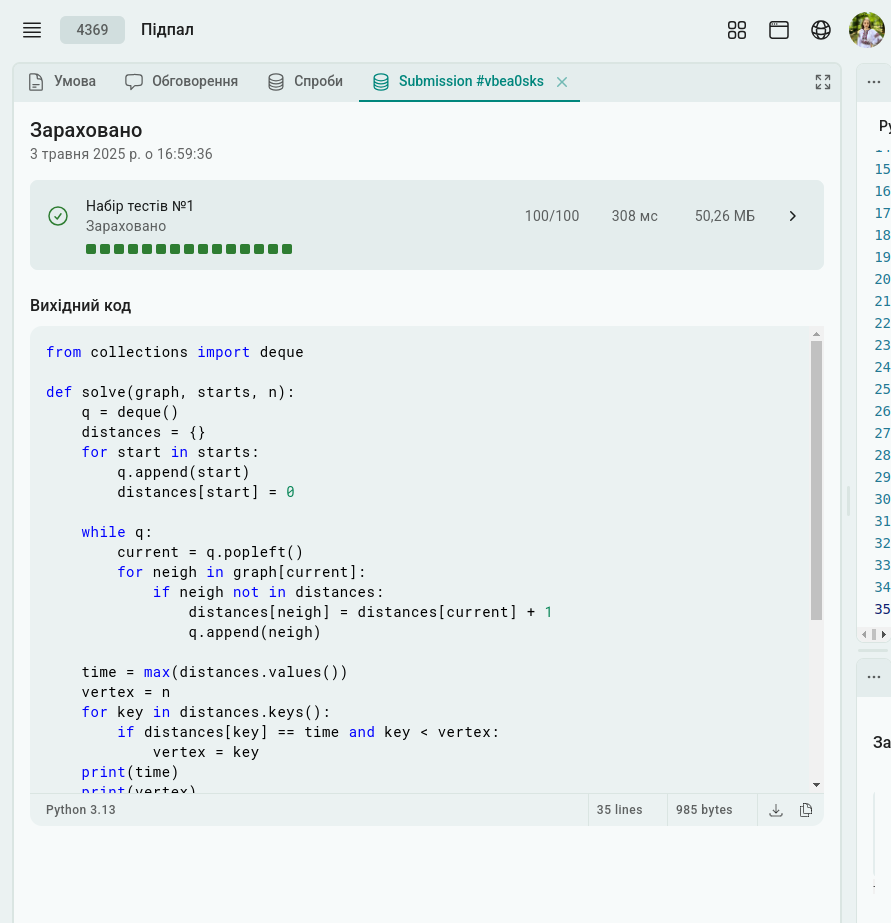 4369 Підпал
Умова Обговорення Спроби Submission #vbea0sks
Зараховано
3 травня 2025 р. о 16:59:36
Набір тестів №1
Зараховано
100/100 308 мс 50,26 МБ
Вихідний код
from collections import deque
def solve(graph, starts, n):
    q = deque()
    distances = {}
    for start in starts:
        q.append(start)
        distances[start] = 0
    while q:
        current = q.popleft()
        for neigh in graph[current]:
            if neigh not in distances:
                distances[neigh] = distances[current] + 1
                q.append(neigh)
    time = max(distances.values())
    vertex = n
    for key in distances.keys():
        if distances[key] == time and key < vertex:
            vertex = key
    print(time)
    print(vertex)
Python 3.13 35 lines 985 bytes
15
16
17
18
19
20
21
22
23
24
25
26
27
28
29
30
31
32
33
34
35